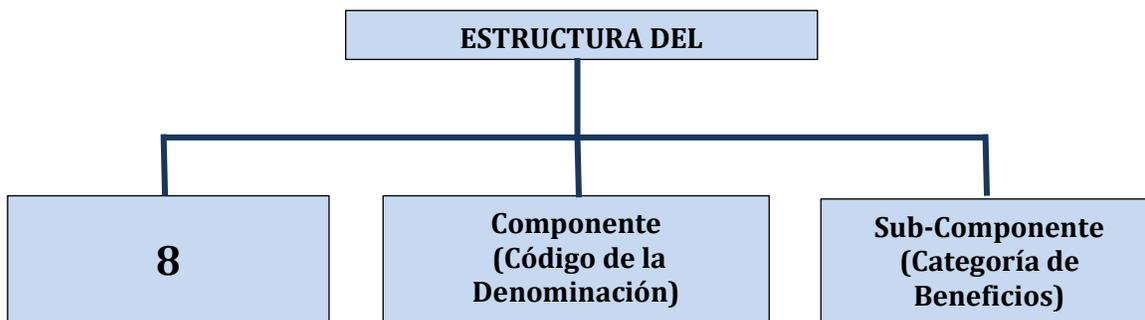 ESTRUCTURA DEL
8
Componente
(Código de la
Denominación)
Sub-Componente
(Categoría de
Beneficios)